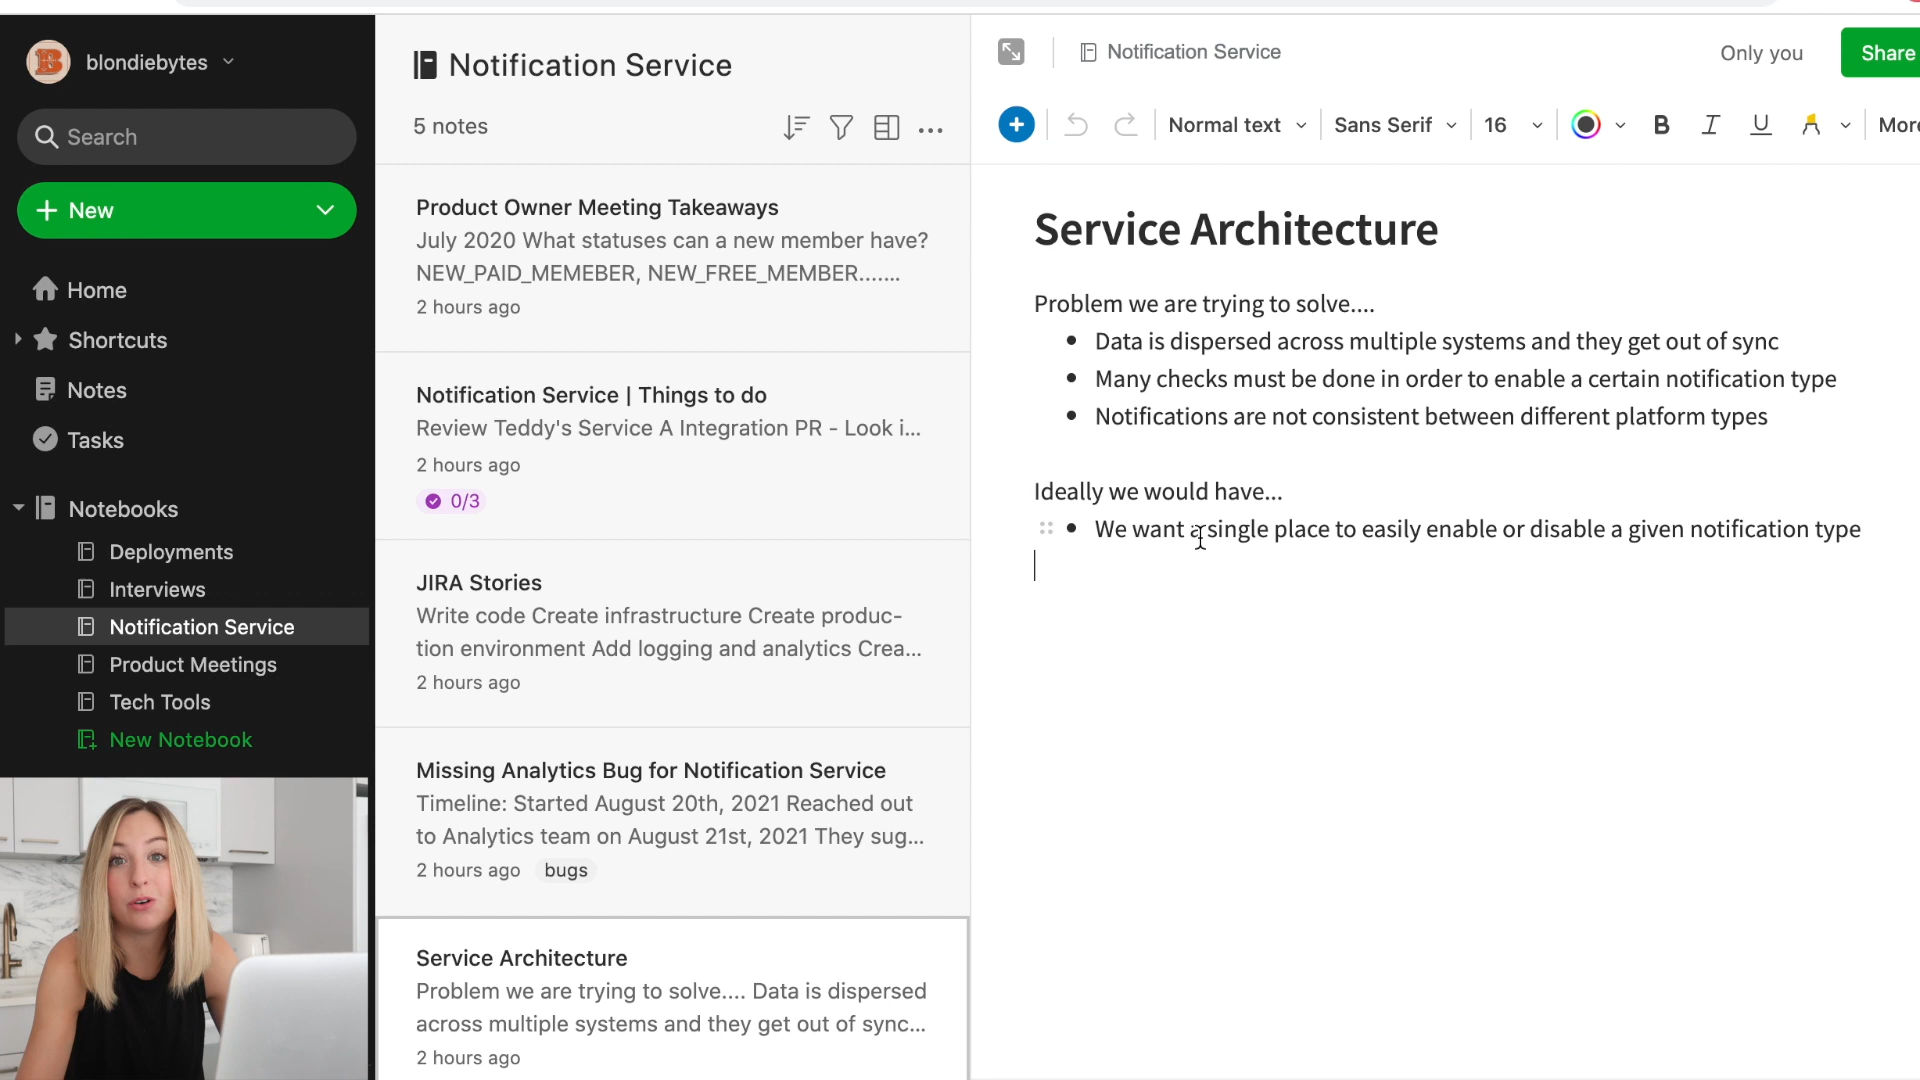 blondiebytes
Search
New
Home
Shortcuts
Notes
Tasks
Notebooks
Deployments
Interviews
Notification Service
Product Meetings
Tech Tools
New Notebook
Notification Service
5 notes
Product Owner Meeting Takeaways
July 2020 What statuses can a new member have?
NEW_PAID_MEMEBER, NEW_FREE_MEMBER.......
2 hours ago
Notification Service | Things to do
Review Teddy's Service A Integration PR - Look i...
2 hours ago
0/3
JIRA Stories
Write code Create infrastructure Create produc-
tion environment Add logging and analytics Crea...
2 hours ago
Missing Analytics Bug for Notification Service
Timeline: Started August 20th, 2021 Reached out
to Analytics team on August 21st, 2021 They sug...
2 hours ago bugs
Service Architecture
Problem we are trying to solve.... Data is dispersed
across multiple systems and they get out of sync...
2 hours ago
Notification Service Only you Share
Normal text Sans Serif 16 B I U More
Service Architecture
Problem we are trying to solve....
• Data is dispersed across multiple systems and they get out of sync
• Many checks must be done in order to enable a certain notification type
• Notifications are not consistent between different platform types
Ideally we would have...
• We want a single place to easily enable or disable a given notification type